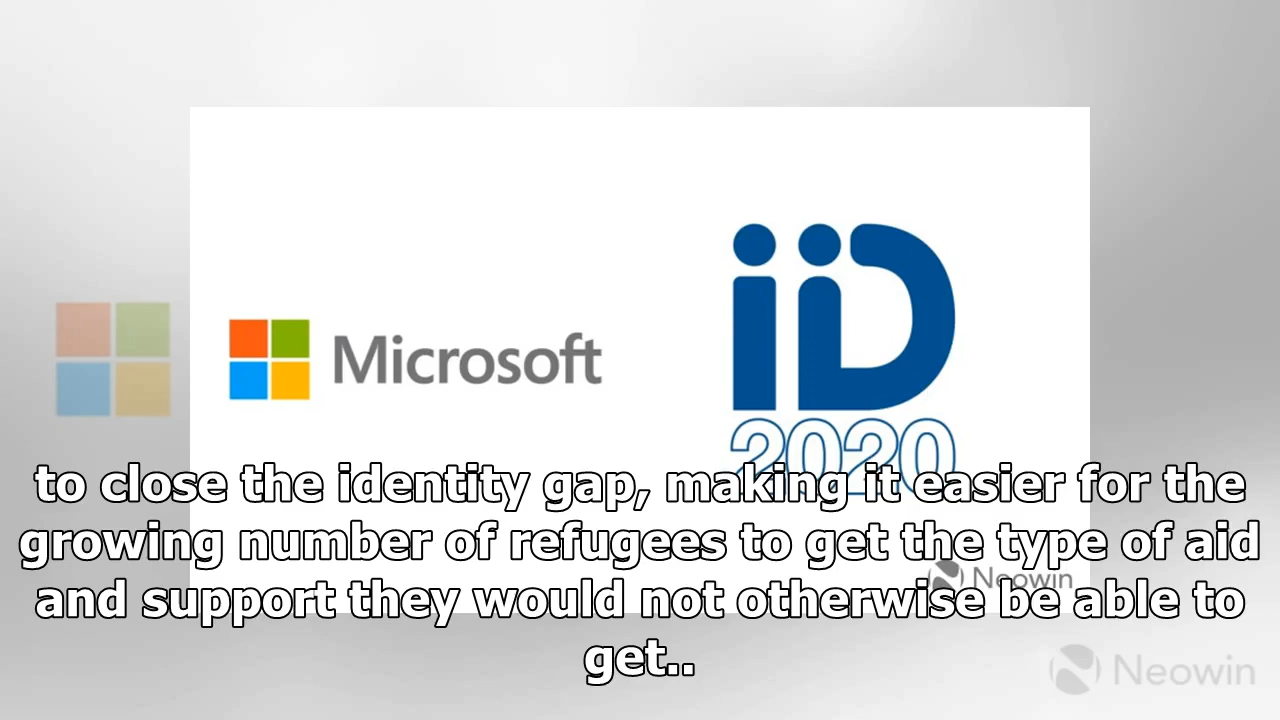 Microsoft
iD
2020
to close the identity gap, making it easier for the
growing number of refugees to get the type of aid
Neowin
and support they would not otherwise be able to
get..
Neowin